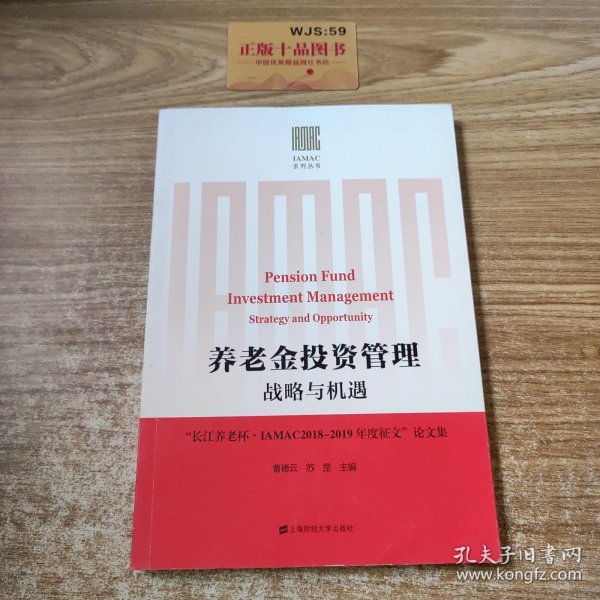 WJS:59
正版十品图书
中国优质精品网红书店
IAMAC
IAMAC
系列丛书
IAMAC
Pension Fund
Investment Management
Strategy and Opportunity
养老金投资管理
战略与机遇
“长江养老杯·IAMAC2018-2019年度征文”论文集
曹德云 苏罡 主编
上海财经大学出版社
孔夫子旧书网
www.kongfz.com